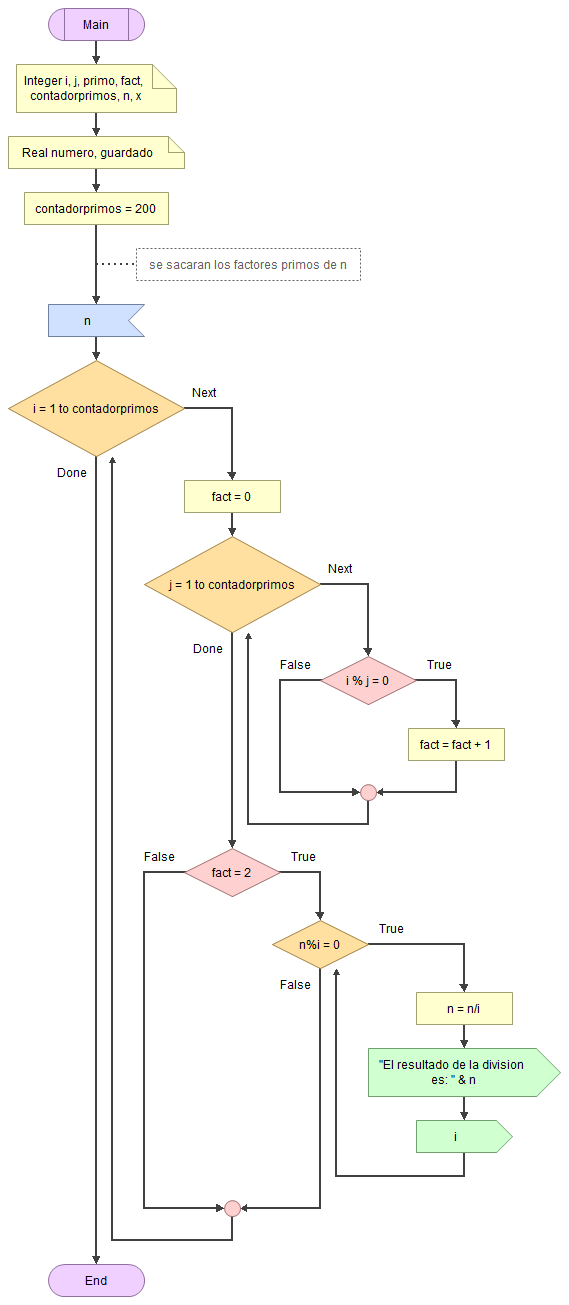 Main
Integer i, j, primo, fact,
contadorprimos, n, x
Real numero, guardado
contadorprimos = 200
se sacaran los factores primos de n
n
i = 1 to contadorprimos
Next
Done
fact = 0
j = 1 to contadorprimos
Next
Done
i % j = 0
False
True
fact = fact + 1
fact = 2
False
True
n%i = 0
True
False
n = n/i
"El resultado de la division
es: " & n
i
End